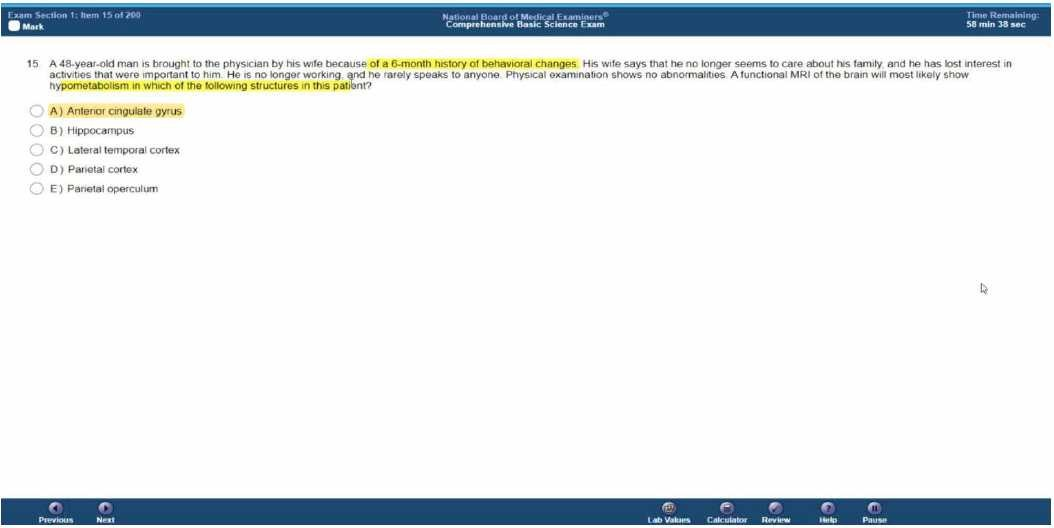 Exam Section 1: Item 15 of 200
National Board of Medical Examiners®
Time Remaining:
Mark
Comprehensive Basic Science Exam
58 min 38 sec
15 A 48-year-old man is brought to the physician by his wife because of a 6-month history of behavioral changes. His wife says that he no longer seems to care about his family, and he has lost interest in
activities that were important to him. He is no longer working, and he rarely speaks to anyone. Physical examination shows no abnormalities. A functional MRI of the brain will most likely show
hypometabolism in which of the following structures in this patient?
A) Anterior cingulate gyrus
B) Hippocampus
C) Lateral temporal cortex
D) Parietal cortex
E) Parietal operculum
Previous Next Lab Values Calculator Review Help Pause